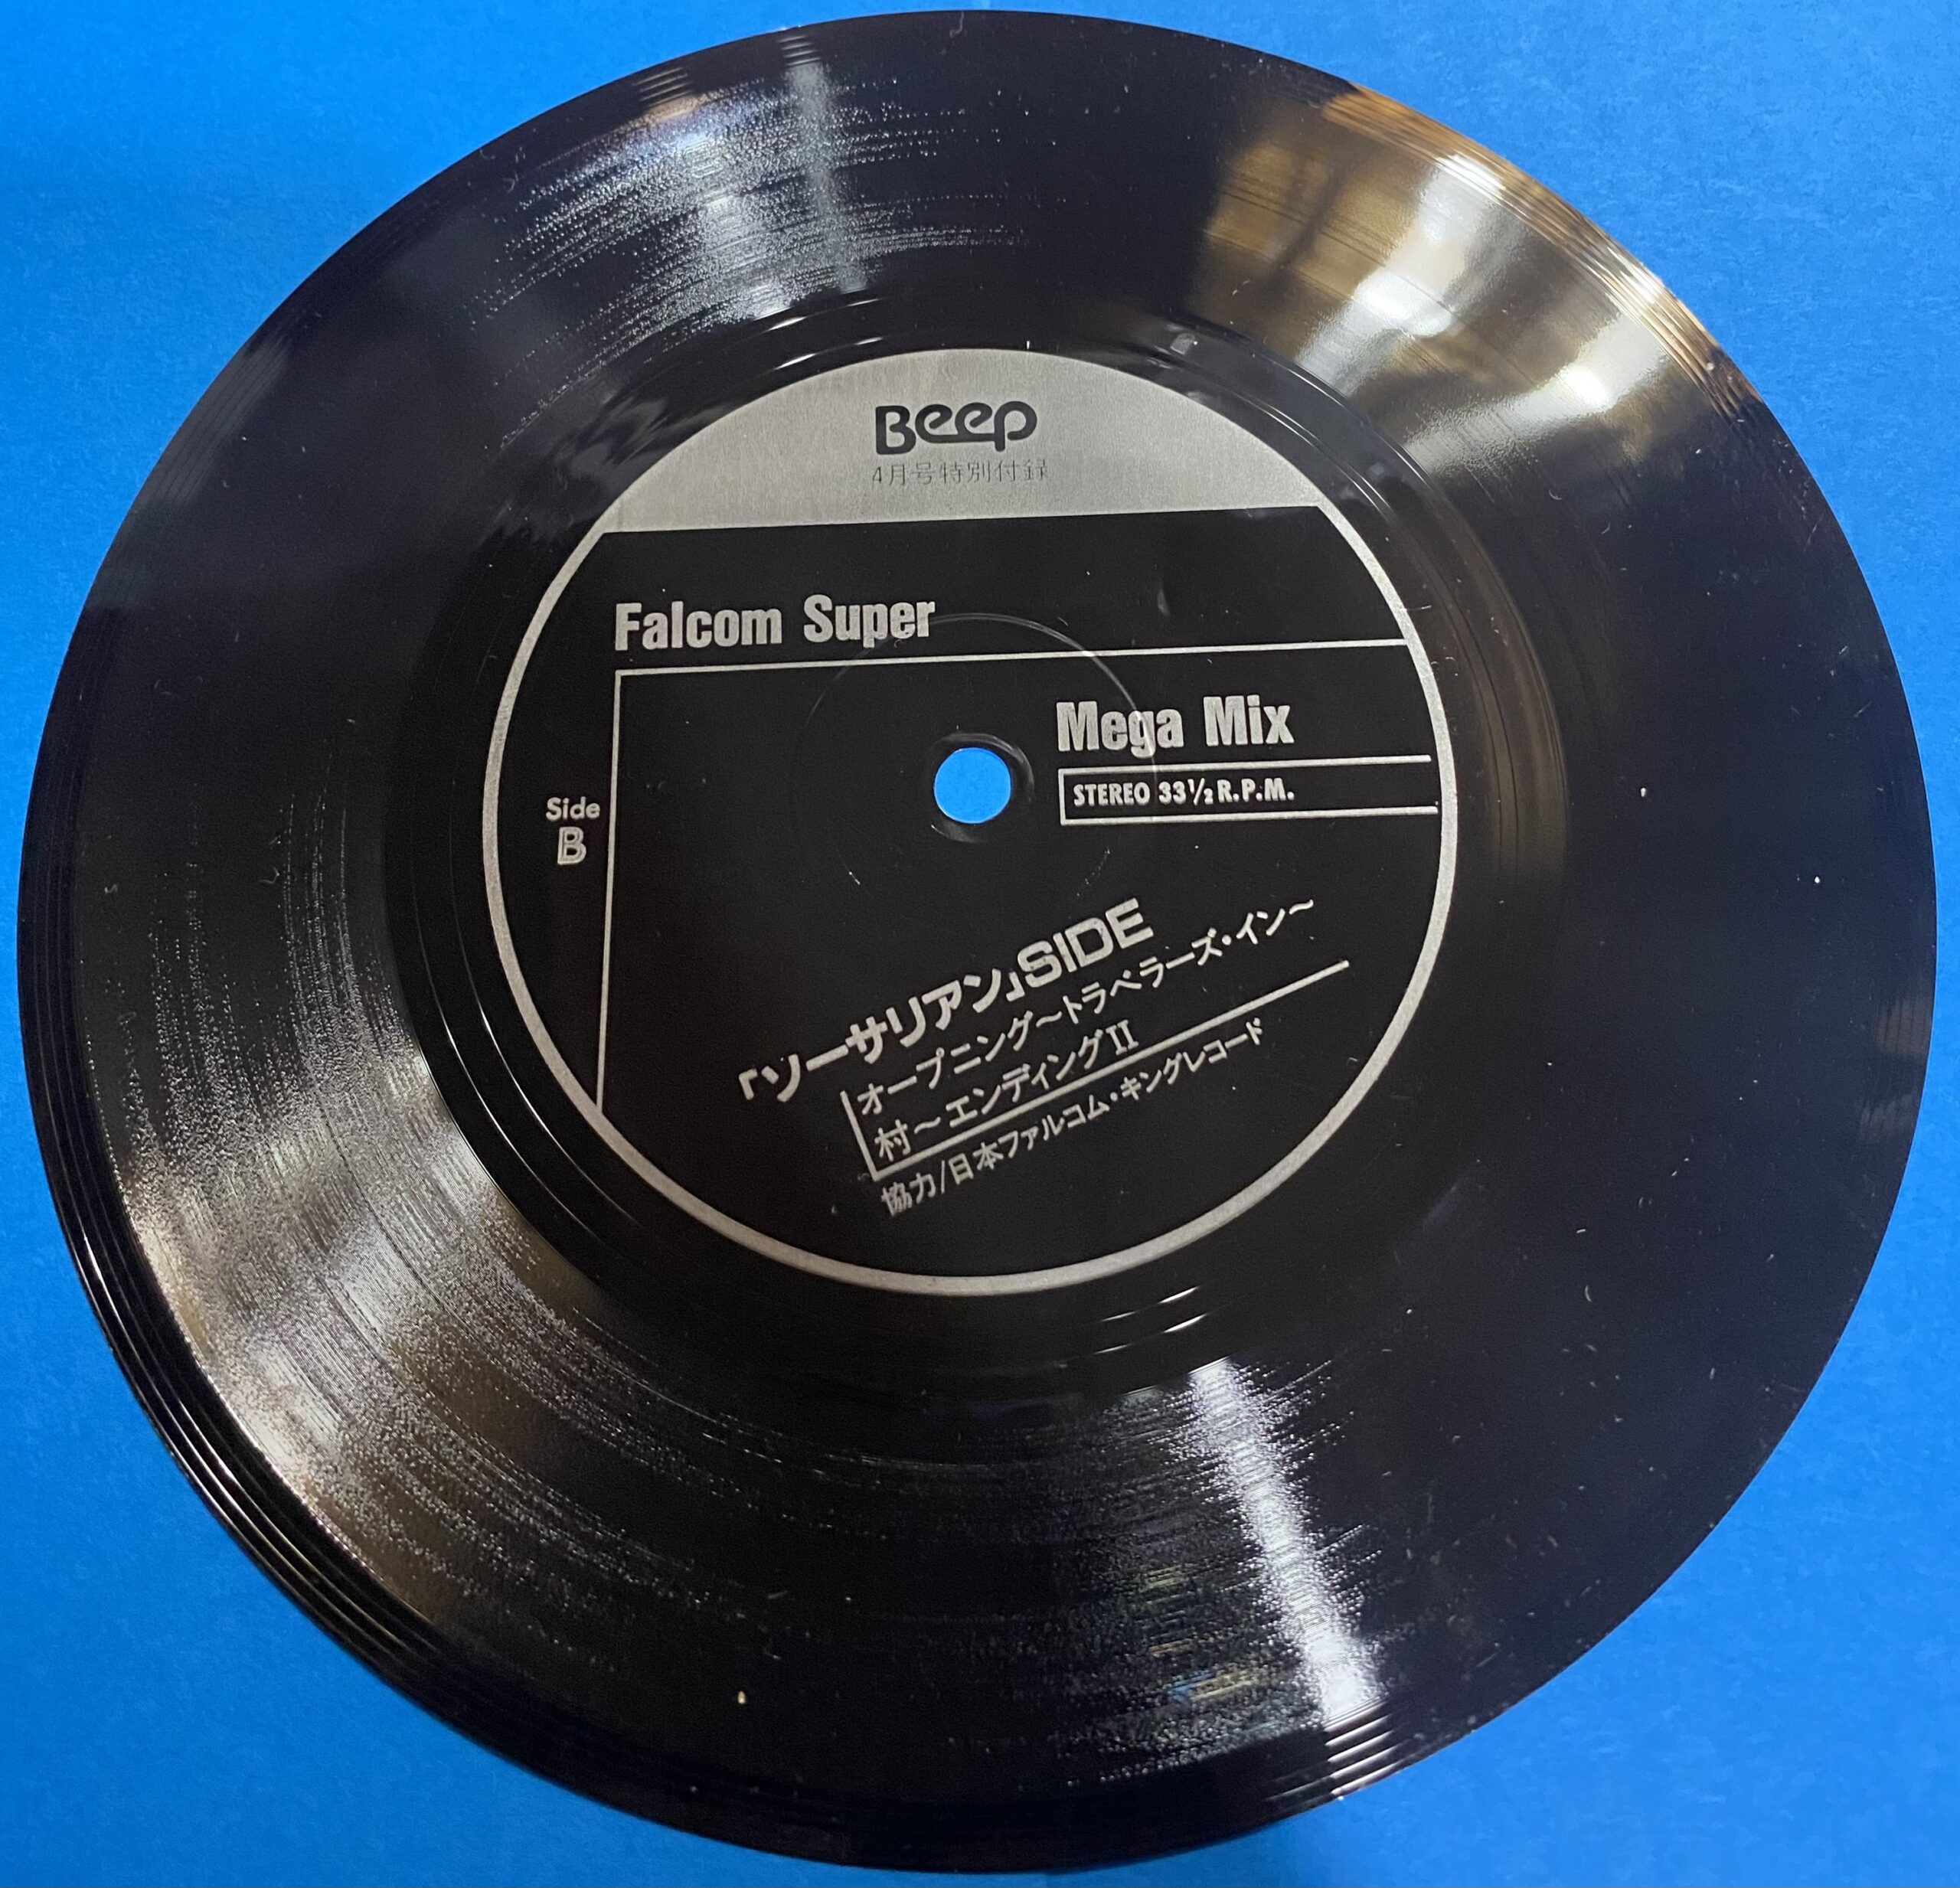 Beep
4月号特別付録
Falcom Super
Mega Mix
STEREO 33½R.P.M.
Side
B
「ソーサリアン」SIDE
オープニング〜トラベラーズ・イン〜
村〜エンディングII
協力/日本ファルコム・キングレコード